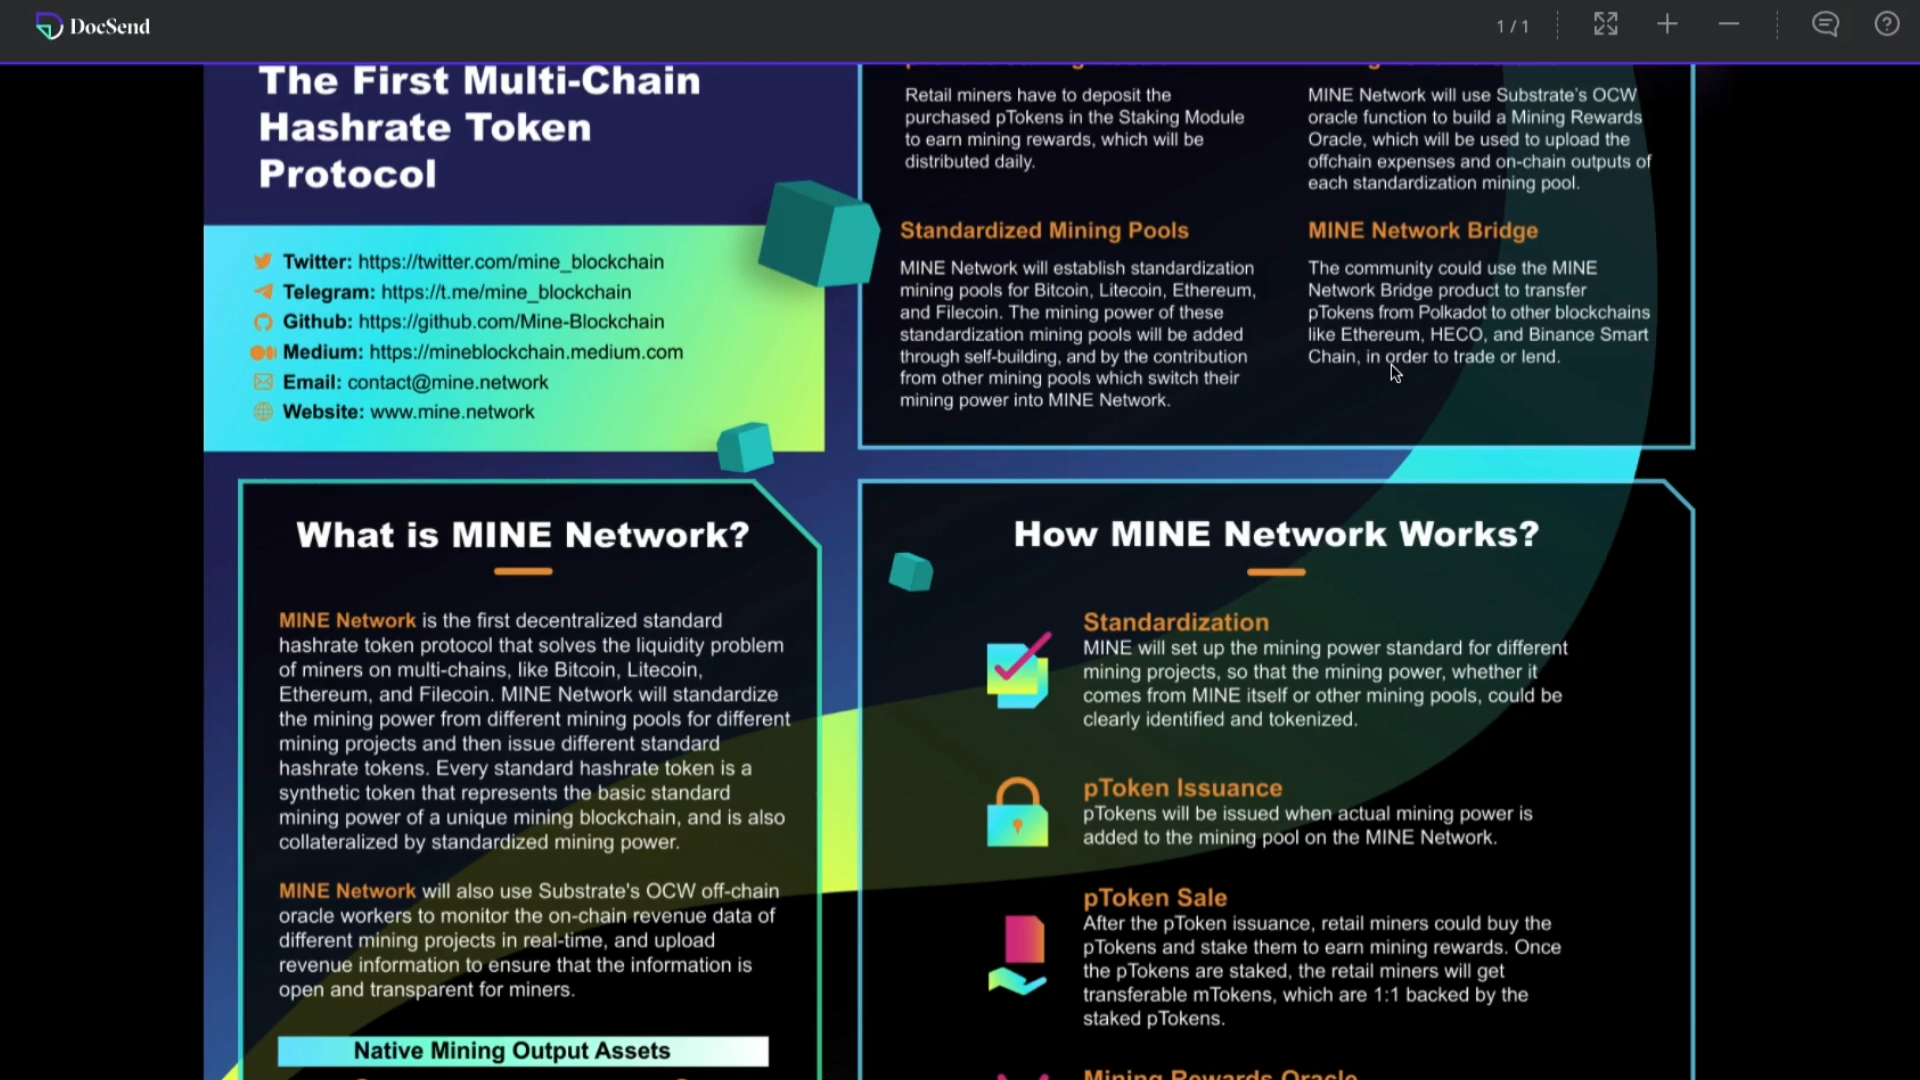 DocSend
1 / 1
The First Multi-Chain
Hashrate Token
Protocol
Twitter: https://twitter.com/mine_blockchain
Telegram: https://t.me/mine_blockchain
Github: https://github.com/Mine-Blockchain
Medium: https://mineblockchain.medium.com
Email: contact@mine.network
Website: www.mine.network
Retail miners have to deposit the
purchased pTokens in the Staking Module
to earn mining rewards, which will be
distributed daily.
MINE Network will use Substrate's OCW
oracle function to build a Mining Rewards
Oracle, which will be used to upload the
offchain expenses and on-chain outputs of
each standardization mining pool.
Standardized Mining Pools
MINE Network will establish standardization
mining pools for Bitcoin, Litecoin, Ethereum,
and Filecoin. The mining power of these
standardization mining pools will be added
through self-building, and by the contribution
from other mining pools which switch their
mining power into MINE Network.
MINE Network Bridge
The community could use the MINE
Network Bridge product to transfer
pTokens from Polkadot to other blockchains
like Ethereum, HECO, and Binance Smart
Chain, in order to trade or lend.
What is MINE Network?
MINE Network is the first decentralized standard
hashrate token protocol that solves the liquidity problem
of miners on multi-chains, like Bitcoin, Litecoin,
Ethereum, and Filecoin. MINE Network will standardize
the mining power from different mining pools for different
mining projects and then issue different standard
hashrate tokens. Every standard hashrate token is a
synthetic token that represents the basic standard
mining power of a unique mining blockchain, and is also
collateralized by standardized mining power.
MINE Network will also use Substrate's OCW off-chain
oracle workers to monitor the on-chain revenue data of
different mining projects in real-time, and upload
revenue information to ensure that the information is
open and transparent for miners.
Native Mining Output Assets
How MINE Network Works?
Standardization
MINE will set up the mining power standard for different
mining projects, so that the mining power, whether it
comes from MINE itself or other mining pools, could be
clearly identified and tokenized.
pToken Issuance
pTokens will be issued when actual mining power is
added to the mining pool on the MINE Network.
pToken Sale
After the pToken issuance, retail miners could buy the
pTokens and stake them to earn mining rewards. Once
the pTokens are staked, the retail miners will get
transferable mTokens, which are 1:1 backed by the
staked pTokens.
Mining Rewards Oracle